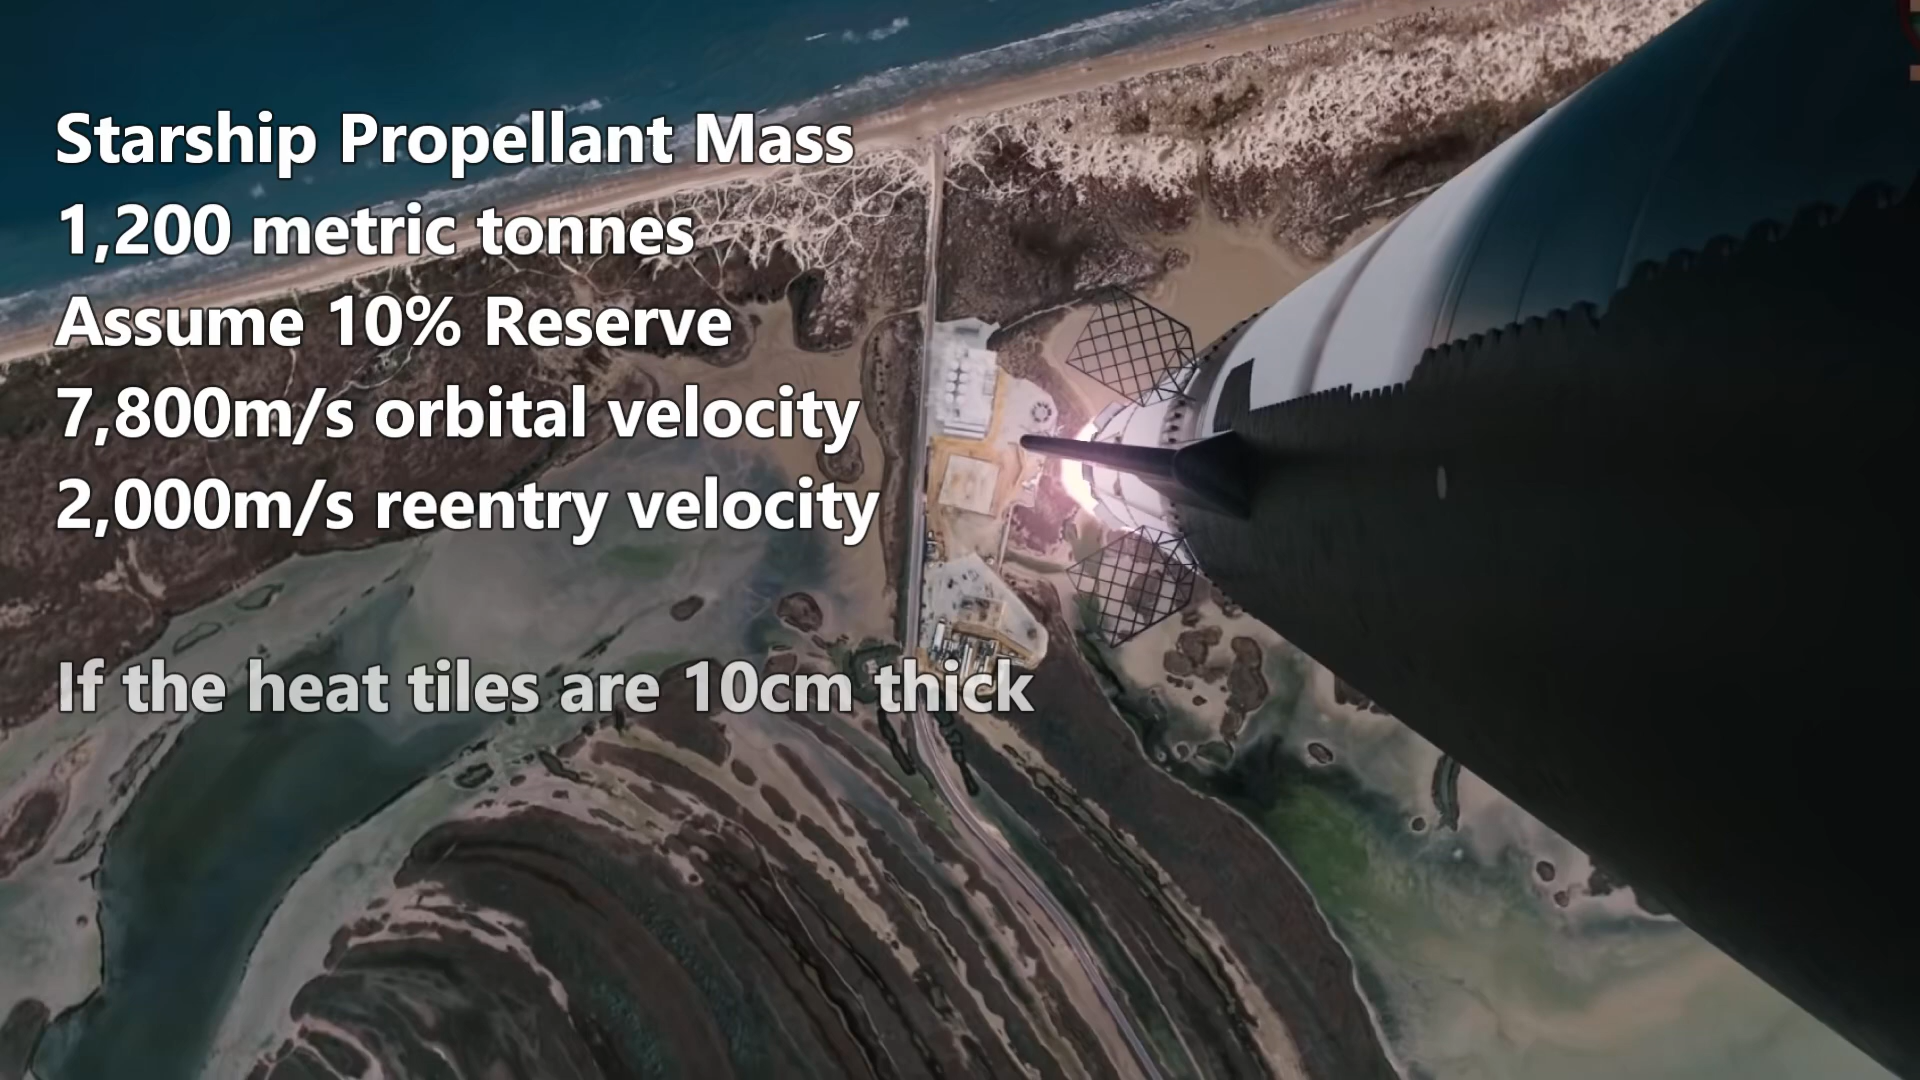 Starship Propellant Mass
1,200 metric tonnes
Assume 10% Reserve
7,800m/s orbital velocity
2,000m/s reentry velocity
If the heat tiles are 10cm thick